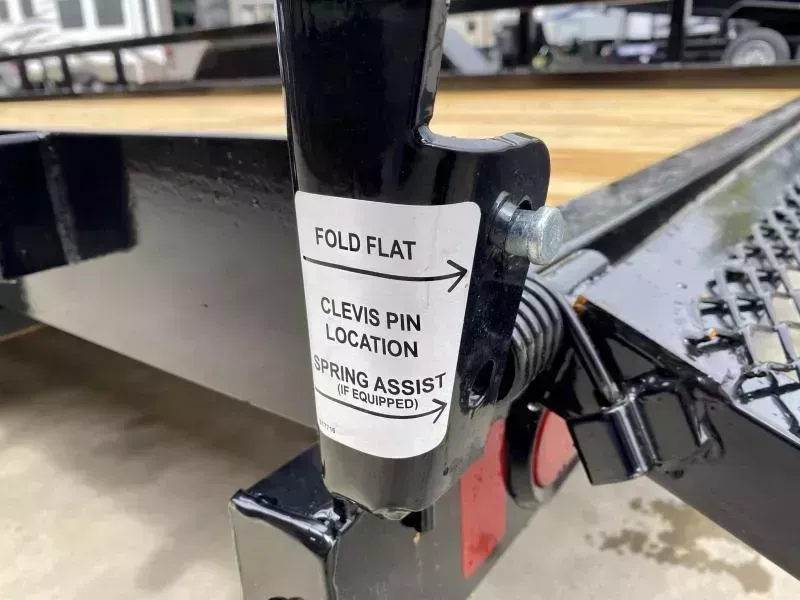 FOLD FLAT
CLEVIS PIN
LOCATION
SPRING ASSIST
(IF EQUIPPED)